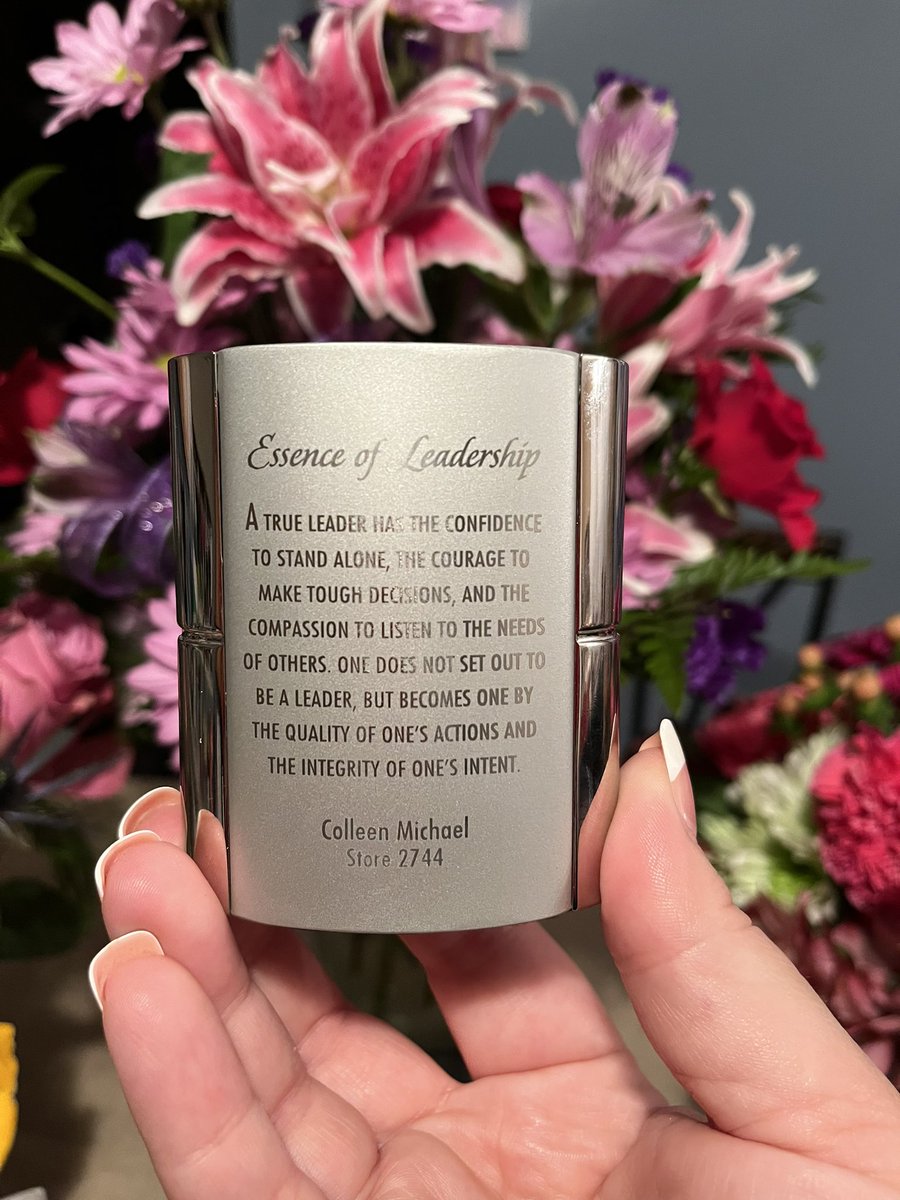 Essence of Leadership
A TRUE LEADER HAS THE CONFIDENCE
TO STAND ALONE, THE COURAGE TO
MAKE TOUGH DECISIONS, AND THE
COMPASSION TO LISTEN TO THE NEEDS
OF OTHERS. ONE DOES NOT SET OUT TO
BE A LEADER, BUT BECOMES ONE BY
THE QUALITY OF ONE'S ACTIONS AND
THE INTEGRITY OF ONE'S INTENT.
Colleen Michael
Store 2744